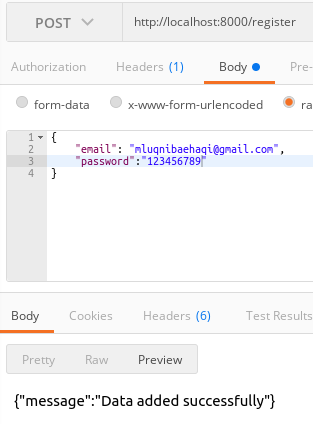 POST http://localhost:8000/register
Authorization Headers (1) Body Pre-
form-data x-www-form-urlencoded ra
1 {
2 "email": "mluqnibaehaqi@gmail.com",
3 "password":"123456789"
4 }
Body Cookies Headers (6) Test Results
Pretty Raw Preview
{"message":"Data added successfully"}